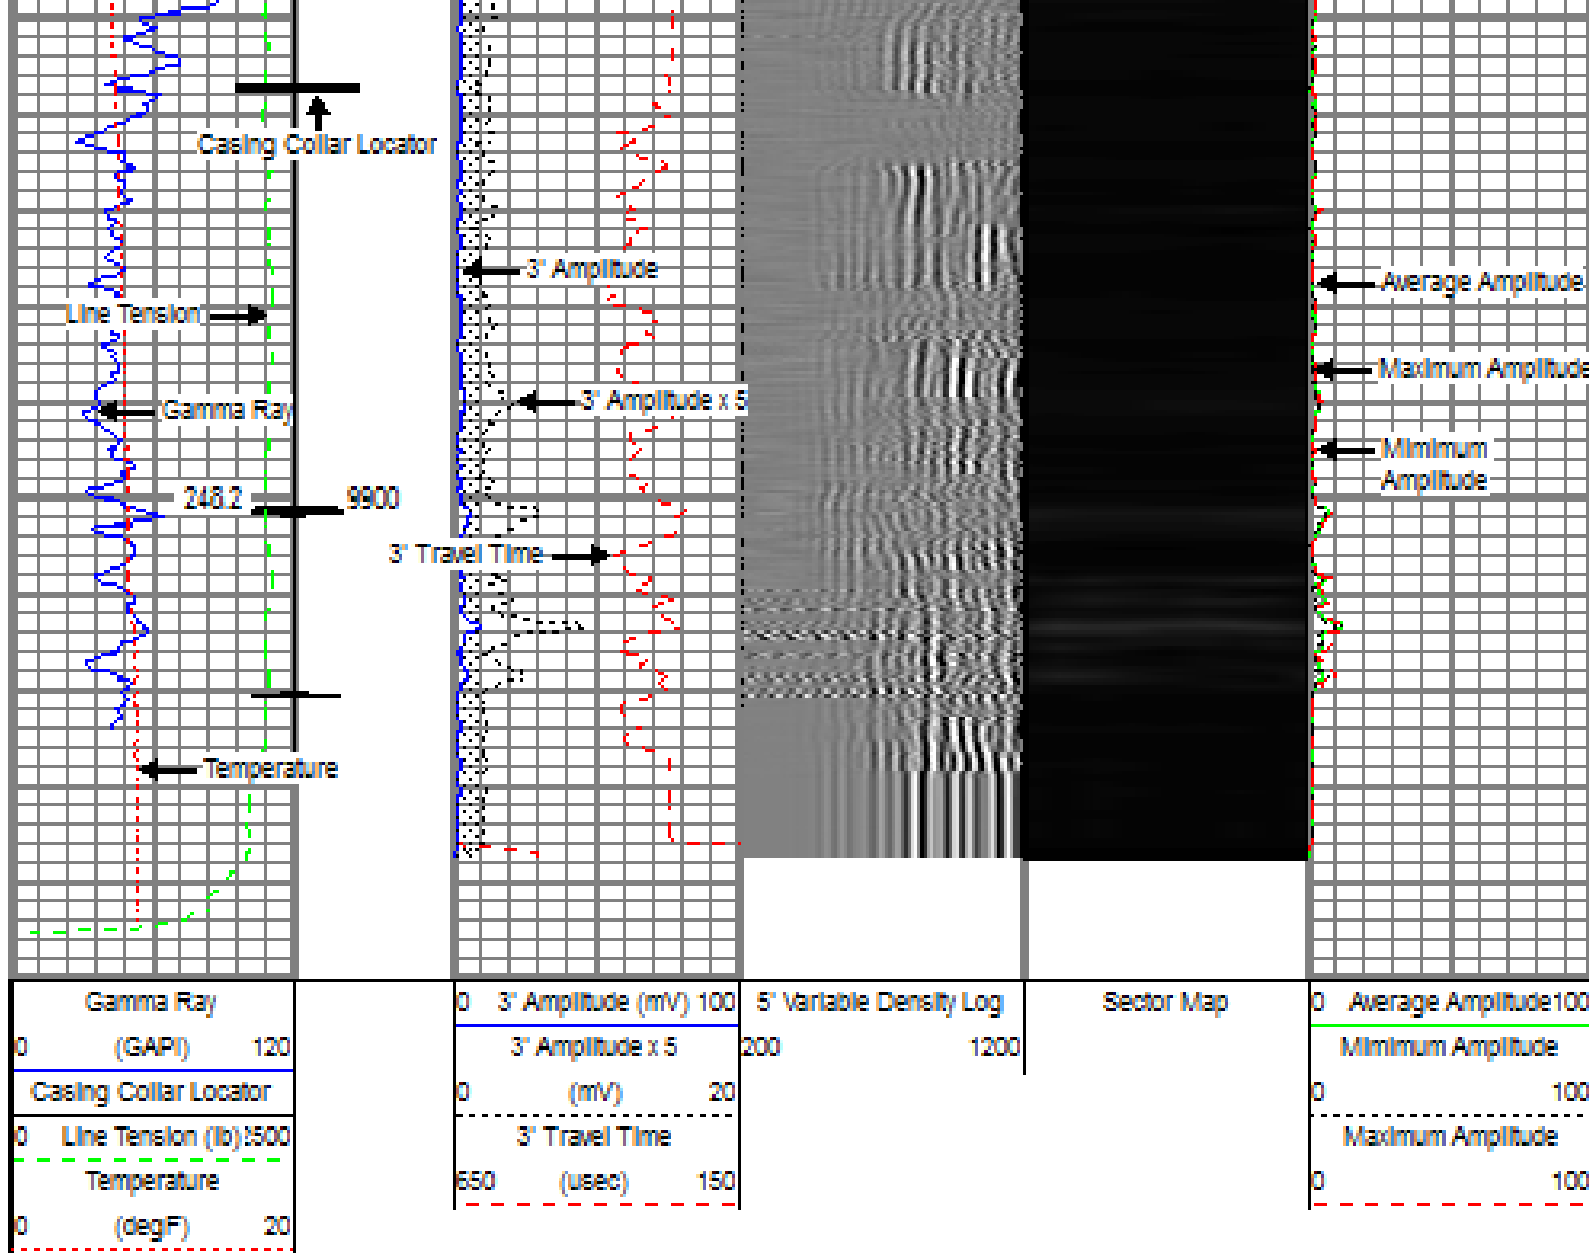 Casing Collar Locator
3' Amplitude
Average Amplitude
Line Tension
Maximum Amplitude
3' Amplitude x 5
Gamma Ray
Mimimum
Amplitude
248.2
9900
3' Travel Time
Temperature
Gamma Ray
0 (GAPI) 120
Casing Collar Locator
0 Line Tension (lb)
Temperature
0 (degF) 20
0 3' Amplitude (mV) 100
3' Amplitude x 5
0 (mV) 20
3' Travel Time
650 (usec) 150
5' Variable Density Log
200 1200
Sector Map
0 Average Amplitude 100
Mimimum Amplitude
0 100
Maximum Amplitude
0 100